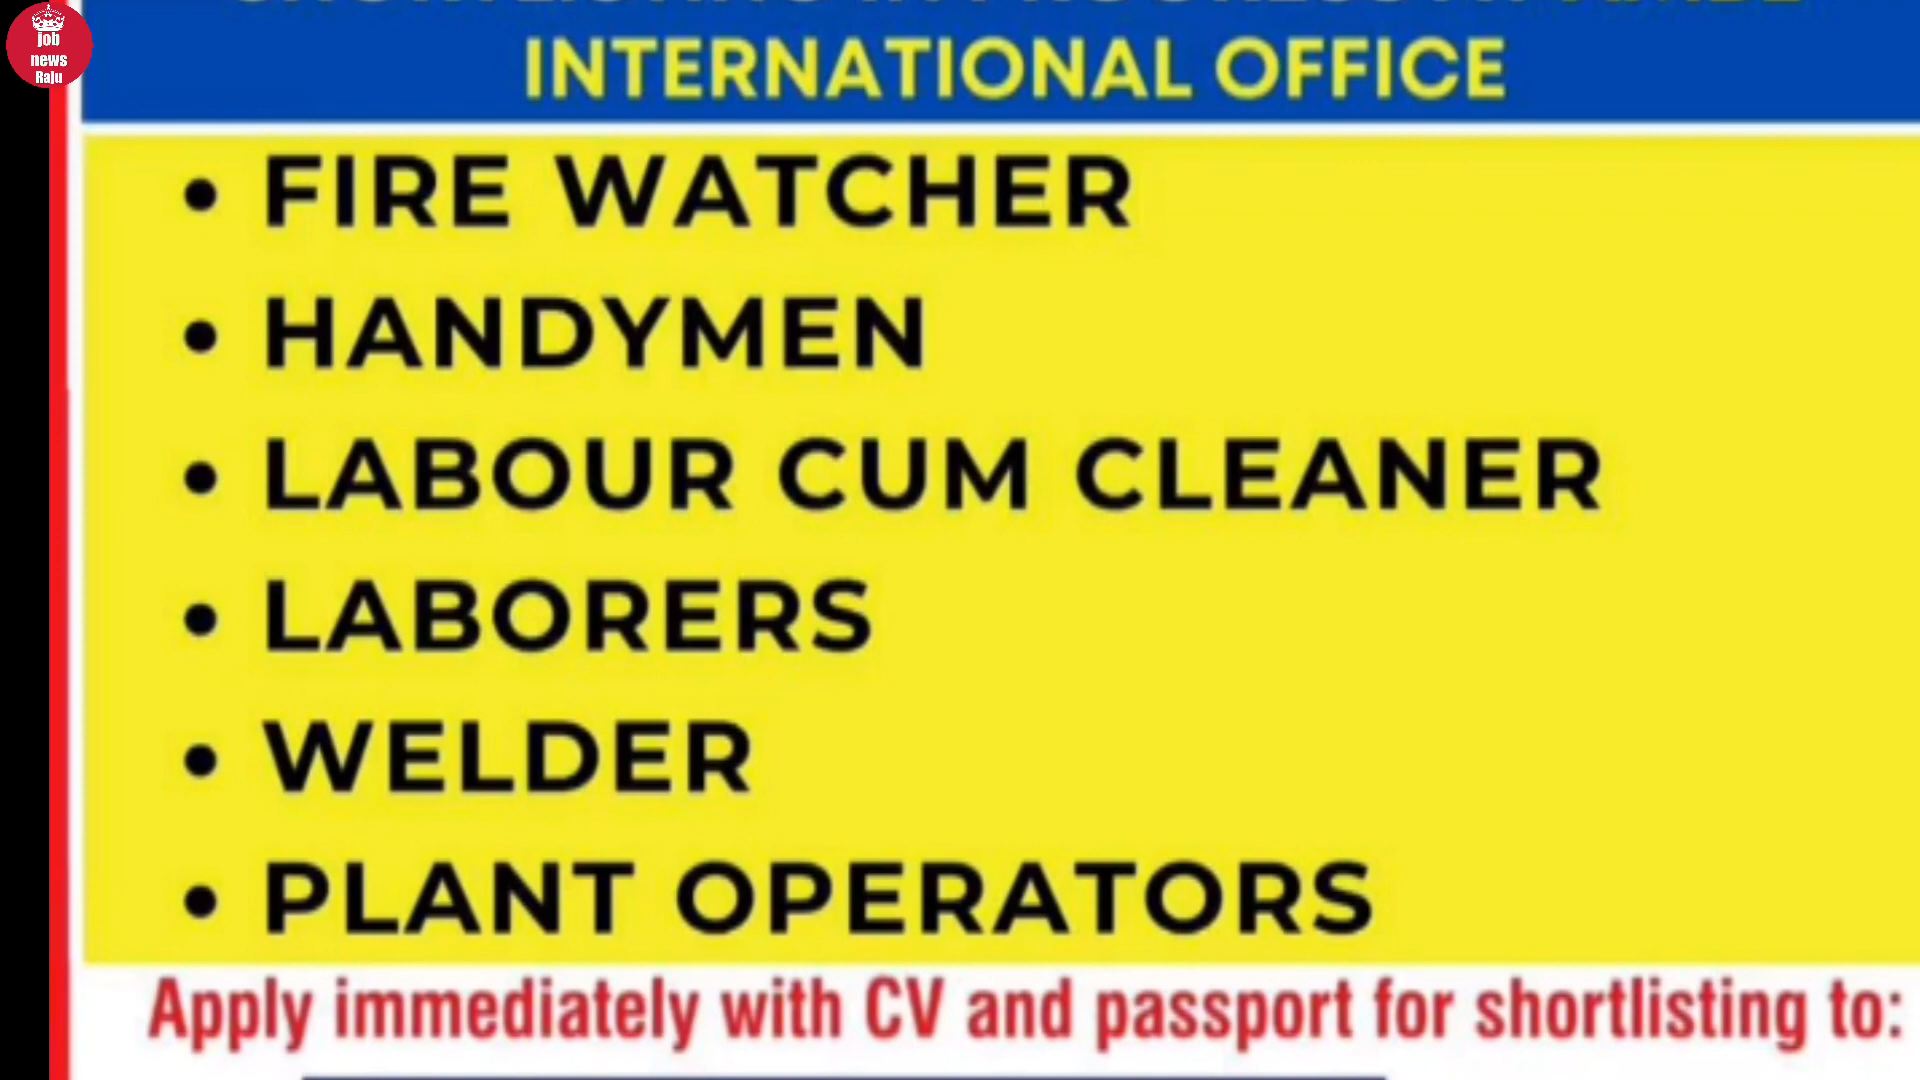 job
news
Raju
INTERNATIONAL OFFICE
• FIRE WATCHER
• HANDYMEN
• LABOUR CUM CLEANER
• LABORERS
• WELDER
• PLANT OPERATORS
Apply immediately with CV and passport for shortlisting to: